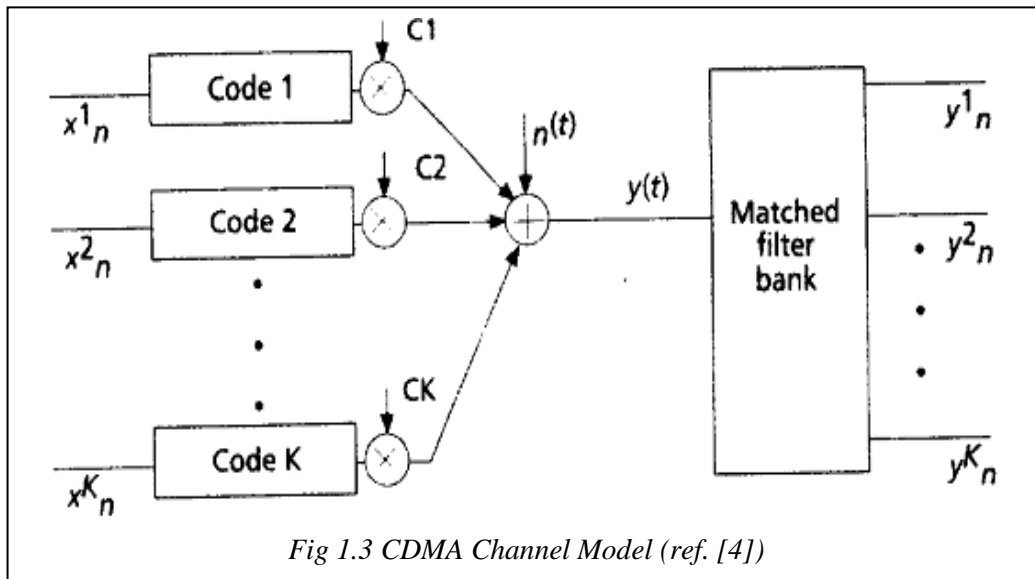 C1
Code 1
x¹ₙ
n(t)
C2
Code 2
x²ₙ
y(t)
Matched
filter
bank
y¹ₙ
y²ₙ
CK
Code K
xᴷₙ
yᴷₙ
Fig 1.3 CDMA Channel Model (ref. [4])